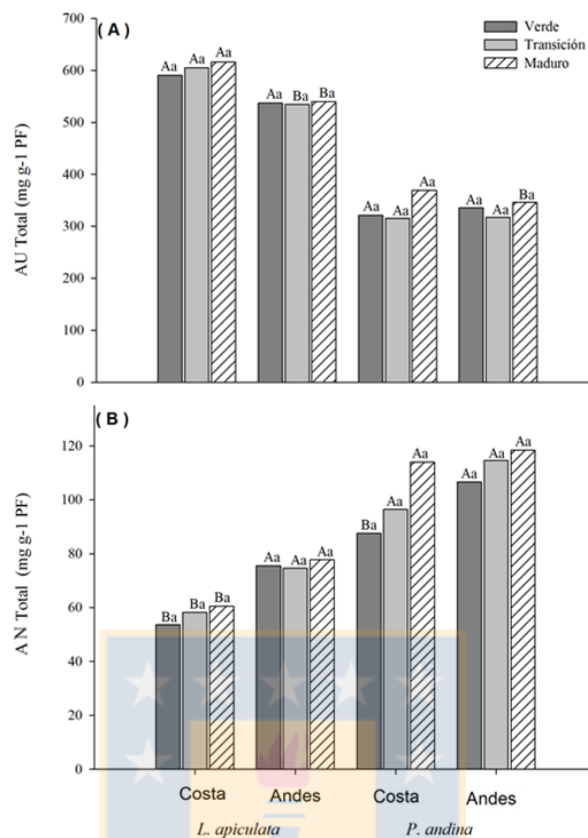 ( A )
AU Total (mg g-1 PF)
700
600
500
400
300
200
100
0
Verde
Transición
Maduro
Aa Aa Aa
Aa Ba Ba
Aa Aa Aa
Aa Aa Ba
( B )
A N Total (mg g-1 PF)
120
100
80
60
40
20
0
Ba Ba Ba
Aa Aa Aa
Ba Aa Aa
Aa Aa Aa
Costa Andes Costa Andes
L. apiculata P. andina